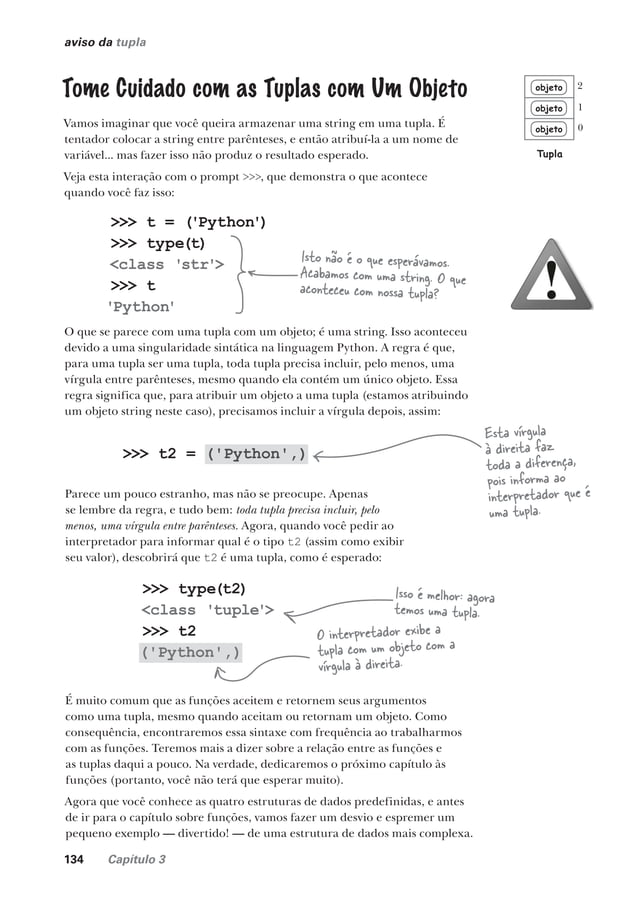 aviso da tupla
Tome Cuidado com as Tuplas com Um Objeto
objeto 2
objeto 1
objeto 0
Tupla
Vamos imaginar que você queira armazenar uma string em uma tupla. É
tentador colocar a string entre parênteses, e então atribuí-la a um nome de
variável... mas fazer isso não produz o resultado esperado.
Veja esta interação com o prompt >>>, que demonstra o que acontece
quando você faz isso:
>>> t = ('Python')
>>> type(t)
<class 'str'>
>>> t
'Python'
Isto não é o que esperávamos.
Acabamos com uma string. O que
aconteceu com nossa tupla?
!
O que se parece com uma tupla com um objeto; é uma string. Isso aconteceu
devido a uma singularidade sintática na linguagem Python. A regra é que,
para uma tupla ser uma tupla, toda tupla precisa incluir, pelo menos, uma
vírgula entre parênteses, mesmo quando ela contém um único objeto. Essa
regra significa que, para atribuir um objeto a uma tupla (estamos atribuindo
um objeto string neste caso), precisamos incluir a vírgula depois, assim:
>>> t2 = ('Python',)
Esta vírgula
à direita faz
toda a diferença,
pois informa ao
interpretador que é
uma tupla.
Parece um pouco estranho, mas não se preocupe. Apenas
se lembre da regra, e tudo bem: toda tupla precisa incluir, pelo
menos, uma vírgula entre parênteses. Agora, quando você pedir ao
interpretador para informar qual é o tipo t2 (assim como exibir
seu valor), descobrirá que t2 é uma tupla, como é esperado:
>>> type(t2)
<class 'tuple'>
>>> t2
('Python',)
Isso é melhor: agora
temos uma tupla.
O interpretador exibe a
tupla com um objeto com a
vírgula à direita.
É muito comum que as funções aceitem e retornem seus argumentos
como uma tupla, mesmo quando aceitam ou retornam um objeto. Como
consequência, encontraremos essa sintaxe com frequência ao trabalharmos
com as funções. Teremos mais a dizer sobre a relação entre as funções e
as tuplas daqui a pouco. Na verdade, dedicaremos o próximo capítulo às
funções (portanto, você não terá que esperar muito).
Agora que você conhece as quatro estruturas de dados predefinidas, e antes
de ir para o capítulo sobre funções, vamos fazer um desvio e espremer um
pequeno exemplo — divertido! — de uma estrutura de dados mais complexa.
134 Capítulo 3